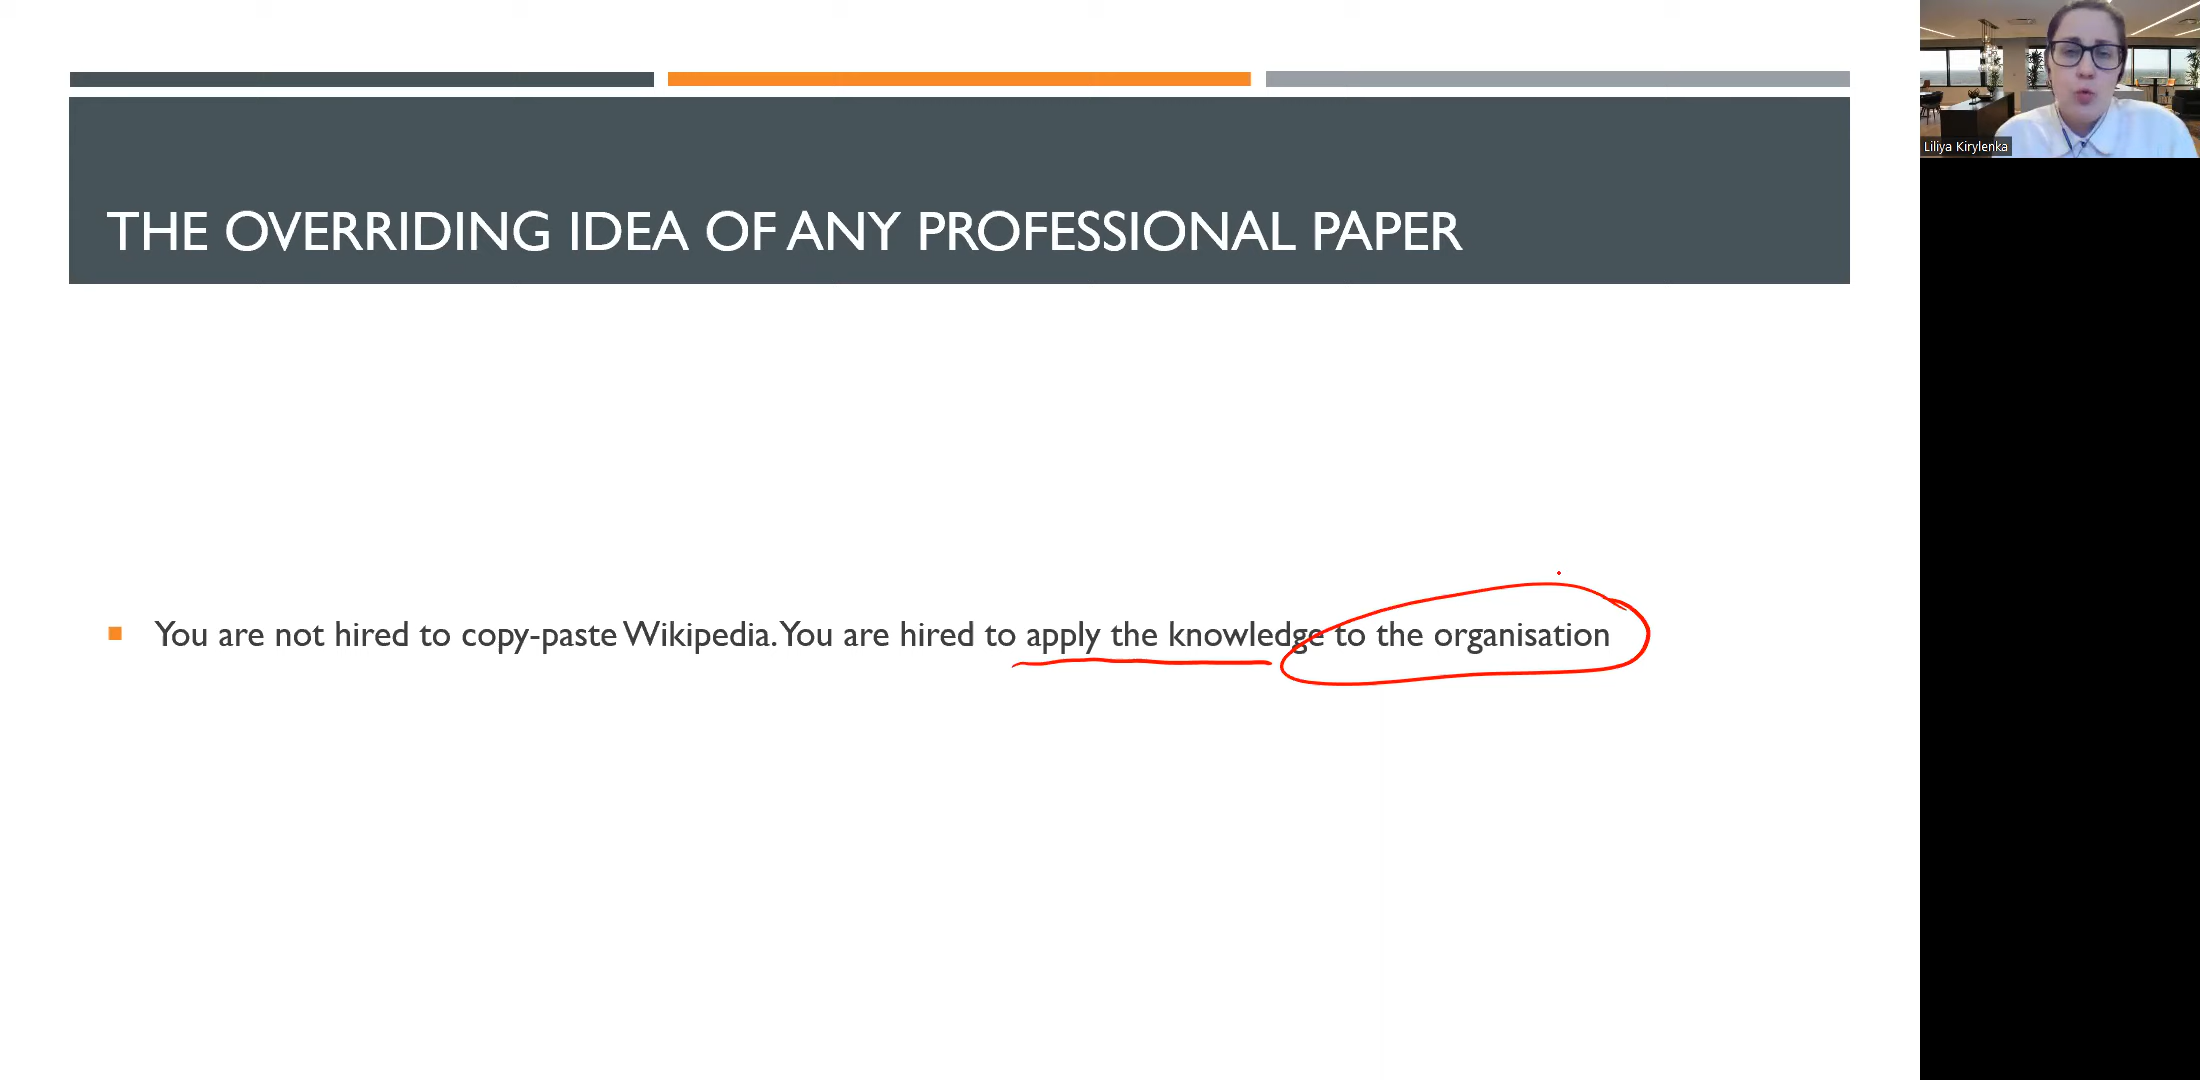 THE OVERRIDING IDEA OF ANY PROFESSIONAL PAPER
You are not hired to copy-paste Wikipedia. You are hired to apply the knowledge to the organisation
Liliya Kirylenka